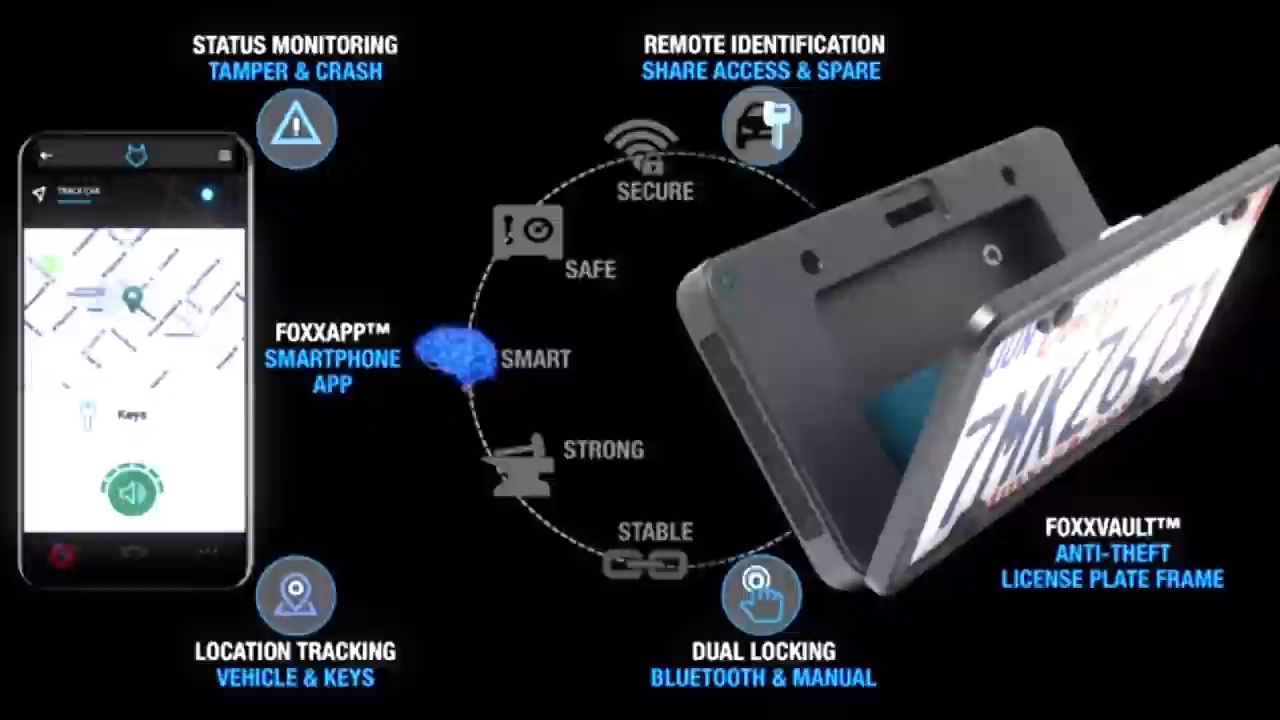 STATUS MONITORING
TAMPER & CRASH
REMOTE IDENTIFICATION
SHARE ACCESS & SPARE
SECURE
SAFE
FOXXAPP™
SMARTPHONE
APP
SMART
STRONG
STABLE
Keys
FOXXVAULT™
ANTI-THEFT
LICENSE PLATE FRAME
LOCATION TRACKING
VEHICLE & KEYS
DUAL LOCKING
BLUETOOTH & MANUAL